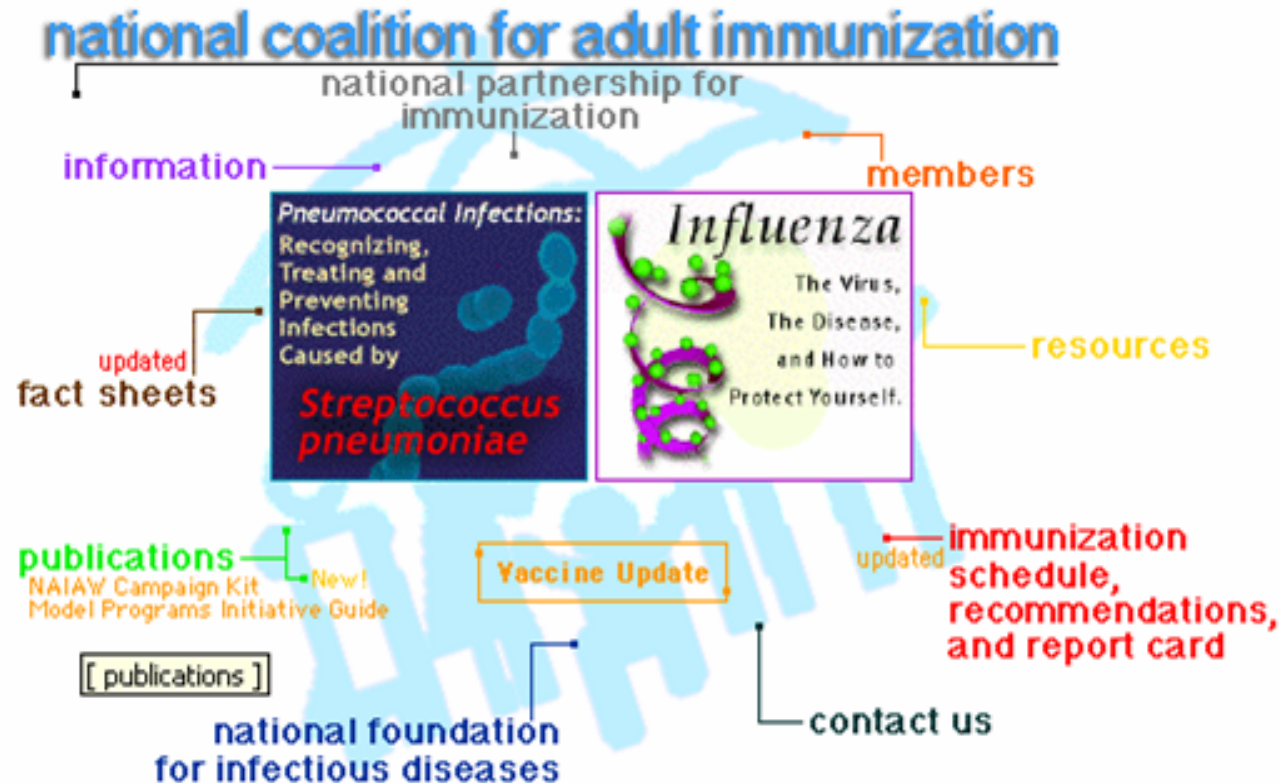 national coalition for adult immunization
national partnership for
immunization
information
members
Pneumococcal Infections:
Recognizing,
Treating and
Preventing
Infections
Caused by
Streptococcus
pneumoniae
Influenza
The Virus,
The Disease,
and How to
Protect Yourself.
updated
fact sheets
resources
publications
New!
NAIAW Campaign Kit
Model Programs Initiative Guide
[ publications ]
Vaccine Update
updated
immunization
schedule,
recommendations,
and report card
national foundation
for infectious diseases
contact us